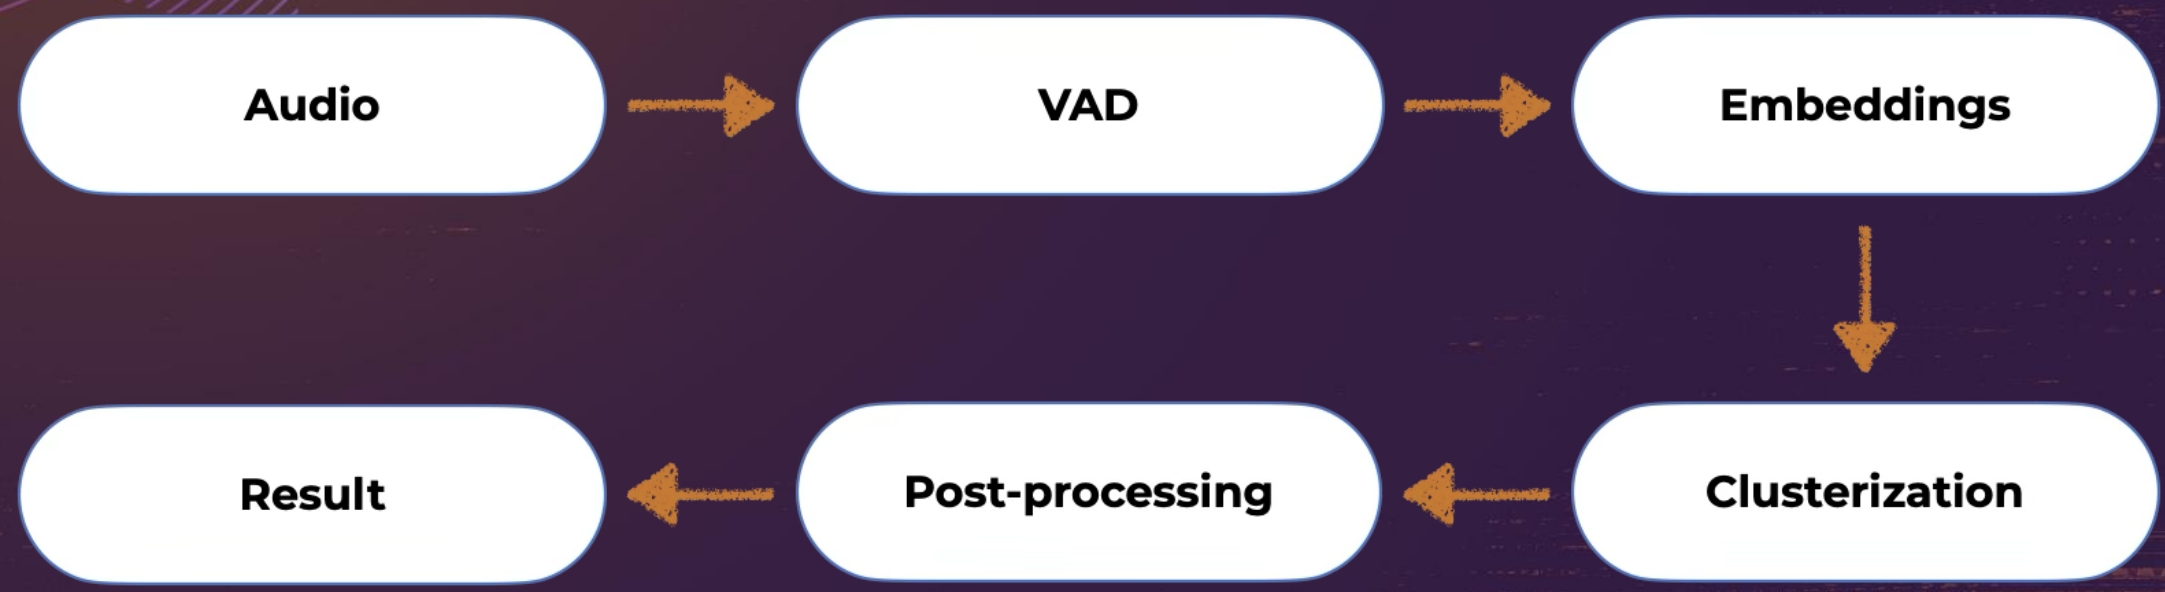 Audio
VAD
Embeddings
Clusterization
Post-processing
Result